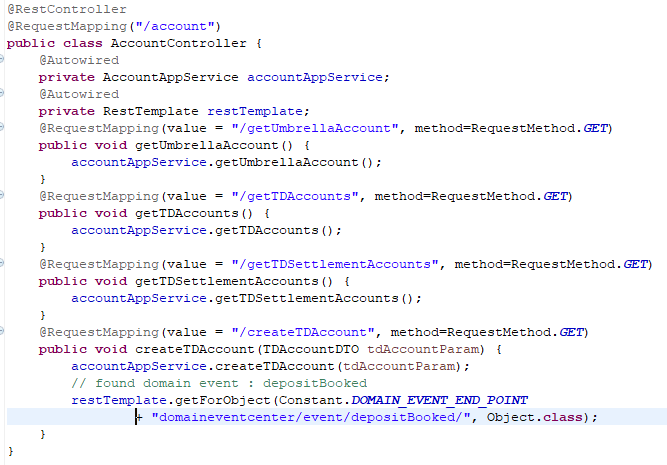 @RestController
@RequestMapping("/account")
public class AccountController {
@Autowired
private AccountAppService accountAppService;
@Autowired
private RestTemplate restTemplate;
@RequestMapping(value = "/getUmbrellaAccount", method=RequestMethod.GET)
public void getUmbrellaAccount() {
accountAppService.getUmbrellaAccount();
}
@RequestMapping(value = "/getTDAccounts", method=RequestMethod.GET)
public void getTDAccounts() {
accountAppService.getTDAccounts();
}
@RequestMapping(value = "/getTDSettlementAccounts", method=RequestMethod.GET)
public void getTDSettlementAccounts() {
accountAppService.getTDSettlementAccounts();
}
@RequestMapping(value = "/createTDAccount", method=RequestMethod.GET)
public void createTDAccount(TDAccountDTO tdAccountParam) {
accountAppService.createTDAccount(tdAccountParam);
// found domain event : depositBooked
restTemplate.getForObject(Constant.DOMAIN_EVENT_END_POINT
+ "domaineventcenter/event/depositBooked/", Object.class);
}
}